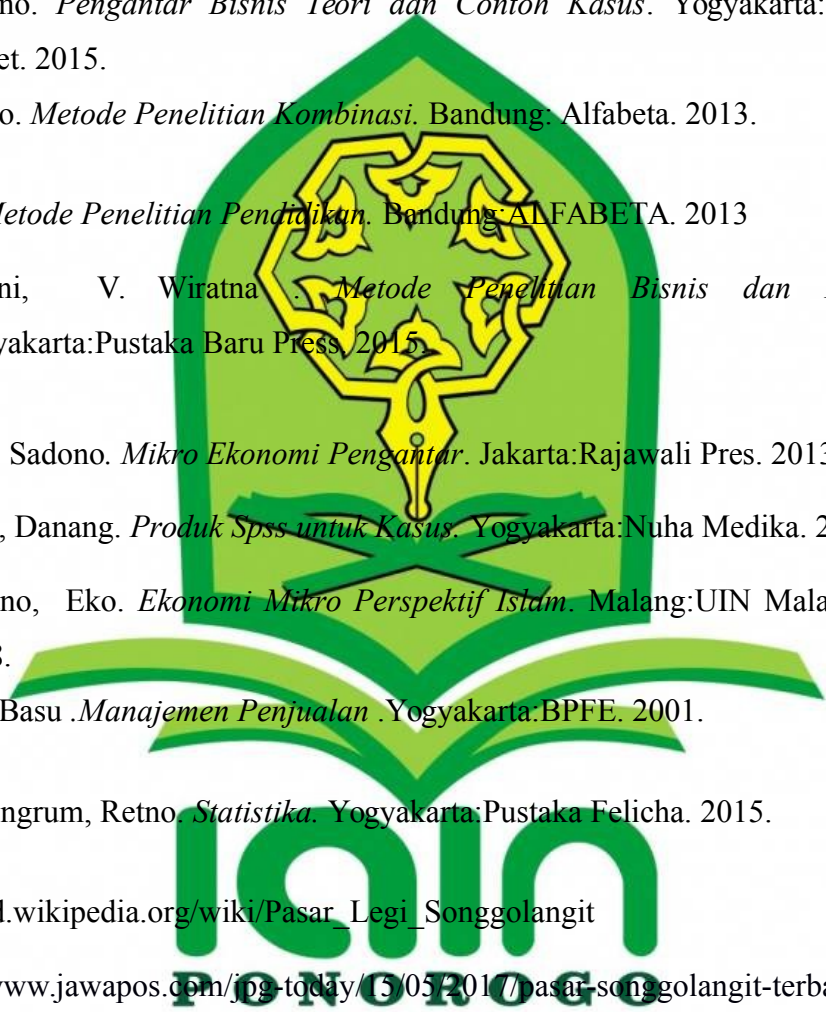 no. Pengantar Bisnis Teori dan Contoh Kasus. Yogyakarta:
et. 2015.
o. Metode Penelitian Kombinasi. Bandung: Alfabeta. 2013.
Metode Penelitian Pendidikan. Bandung:ALFABETA. 2013
ni, V. Wiratna . Metode Penelitian Bisnis dan
yakarta:Pustaka Baru Press. 2015.
Sadono. Mikro Ekonomi Pengantar. Jakarta:Rajawali Pres. 2013
, Danang. Produk Spss untuk Kasus. Yogyakarta:Nuha Medika. 2
no, Eko. Ekonomi Mikro Perspektif Islam. Malang:UIN Mala
8.
Basu .Manajemen Penjualan .Yogyakarta:BPFE. 2001.
ngrum, Retno. Statistika. Yogyakarta:Pustaka Felicha. 2015.
d.wikipedia.org/wiki/Pasar_Legi_Songgolangit
www.jawapos.com/jpg-today/15/05/2017/pasar-songgolangit-terba
iain
PONOROGO